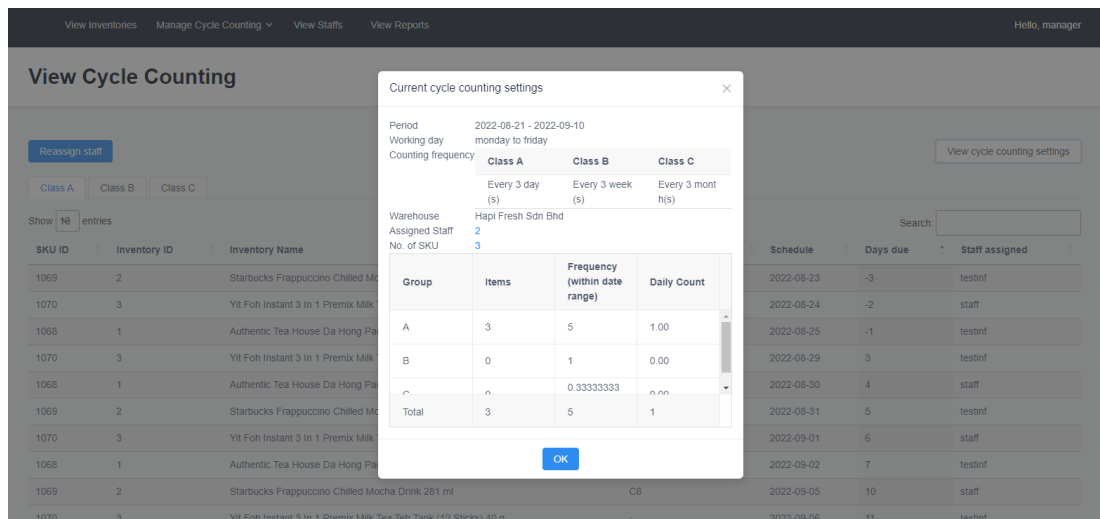 View Inventories Manage Cycle Counting View Staffs View Reports Hello, manager
View Cycle Counting
Current cycle counting settings
Period 2022-08-21 - 2022-09-10
Working day monday to friday
Counting frequency
Class A Class B Class C
Every 3 day Every 3 week Every 3 mont
(s) (s) h(s)
Warehouse Hapi Fresh Sdn Bhd
Assigned Staff 2
No. of SKU 3
Group Items Frequency (within date range) Daily Count
A 3 5 1.00
B 0 1 0.00
C 0 0.33333333 0.00
Total 3 5 1
OK
Reassign staff View cycle counting settings
Class A Class B Class C
Show 10 entries Search:
SKU ID Inventory ID Inventory Name Schedule Days due Staff assigned
1069 2 Starbucks Frappuccino Chilled Mo 2022-08-23 -3 testinf
1070 3 Yit Foh Instant 3 In 1 Premix Milk 2022-08-24 -2 staff
1068 1 Authentic Tea House Da Hong Pa 2022-08-25 -1 testinf
1070 3 Yit Foh Instant 3 In 1 Premix Milk 2022-08-29 3 testinf
1068 1 Authentic Tea House Da Hong Pa 2022-08-30 4 staff
1069 2 Starbucks Frappuccino Chilled Mo 2022-08-31 5 testinf
1070 3 Yit Foh Instant 3 In 1 Premix Milk 2022-09-01 6 staff
1068 1 Authentic Tea House Da Hong Pa 2022-09-02 7 testinf
1069 2 Starbucks Frappuccino Chilled Mocha Drink 281 ml C8 2022-09-05 10 staff
1070 3 Yit Foh Instant 3 In 1 Premix Milk Tea Teh Tarik (12 Sticks) 40 g - 2022-09-06 11 testinf